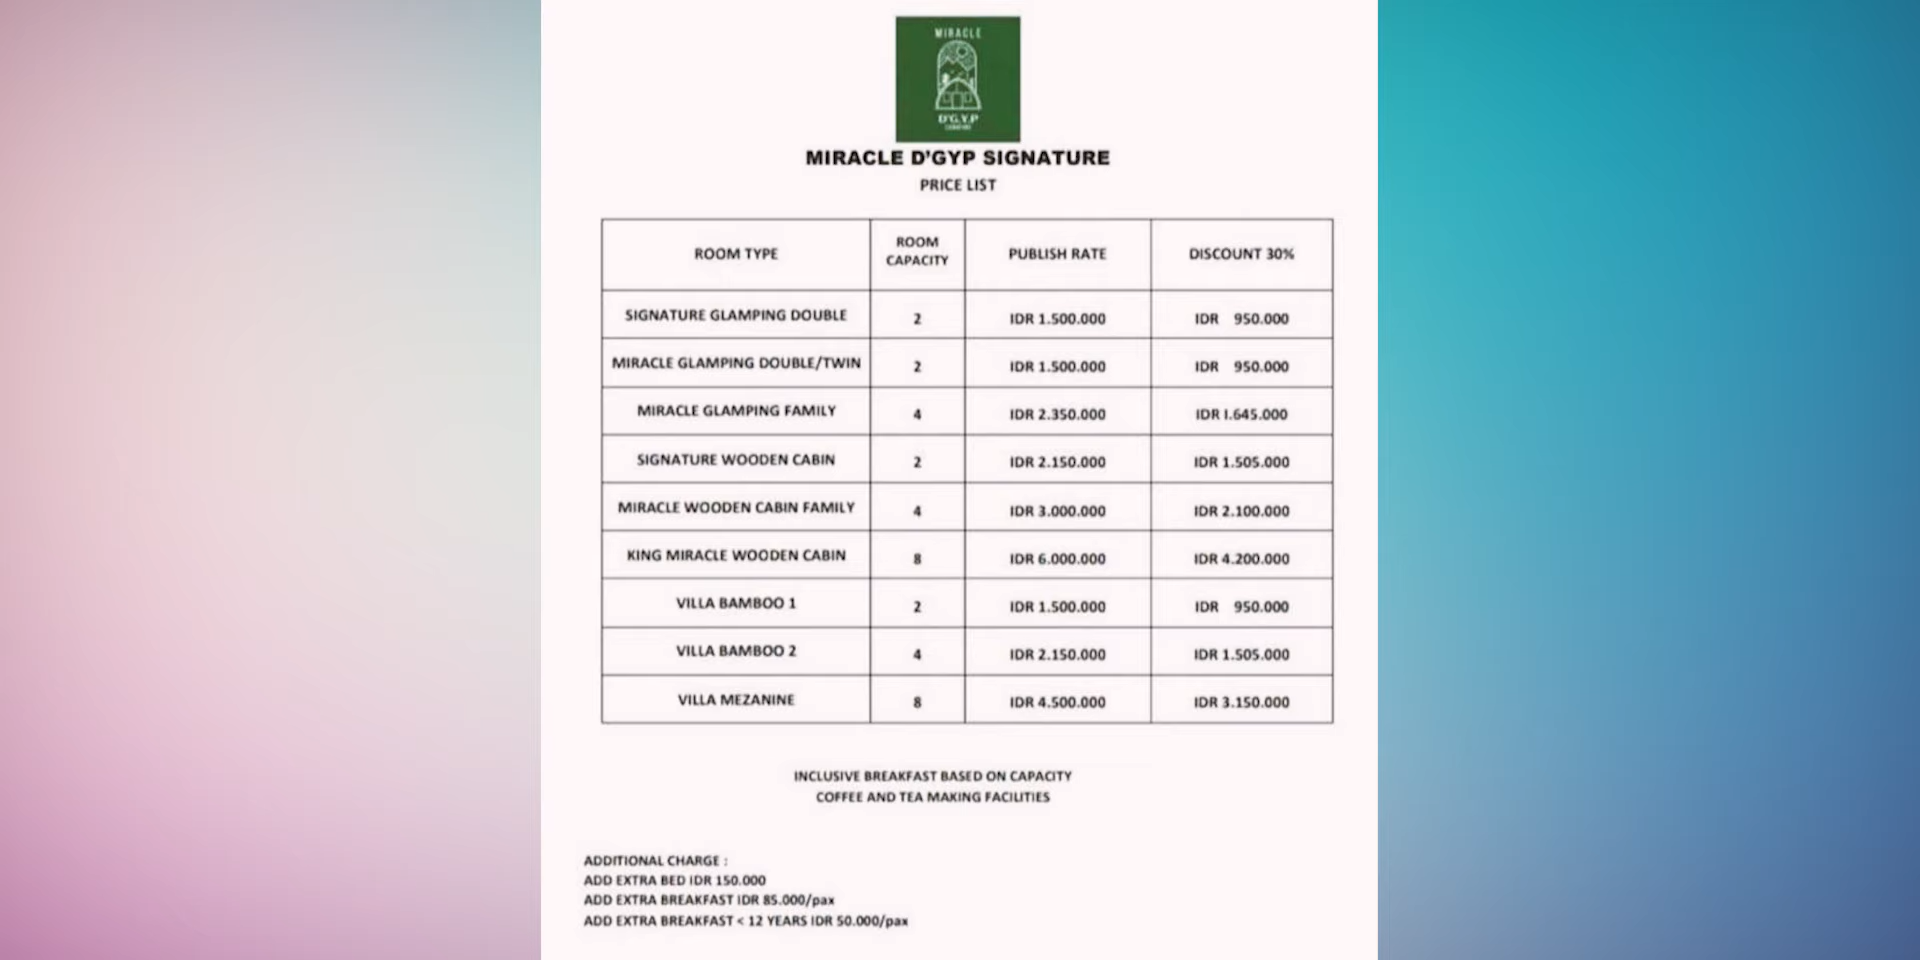 MIRACLE
D'G.Y.P
MIRACLE D'GYP SIGNATURE
PRICE LIST
ROOM TYPE ROOM CAPACITY PUBLISH RATE DISCOUNT 30%
SIGNATURE GLAMPING DOUBLE 2 IDR 1.500.000 IDR 950.000
MIRACLE GLAMPING DOUBLE/TWIN 2 IDR 1.500.000 IDR 950.000
MIRACLE GLAMPING FAMILY 4 IDR 2.350.000 IDR I.645.000
SIGNATURE WOODEN CABIN 2 IDR 2.150.000 IDR 1.505.000
MIRACLE WOODEN CABIN FAMILY 4 IDR 3.000.000 IDR 2.100.000
KING MIRACLE WOODEN CABIN 8 IDR 6.000.000 IDR 4.200.000
VILLA BAMBOO 1 2 IDR 1.500.000 IDR 950.000
VILLA BAMBOO 2 4 IDR 2.150.000 IDR 1.505.000
VILLA MEZANINE 8 IDR 4.500.000 IDR 3.150.000
INCLUSIVE BREAKFAST BASED ON CAPACITY
COFFEE AND TEA MAKING FACILITIES
ADDITIONAL CHARGE :
ADD EXTRA BED IDR 150.000
ADD EXTRA BREAKFAST IDR 85.000/pax
ADD EXTRA BREAKFAST < 12 YEARS IDR 50.000/pax